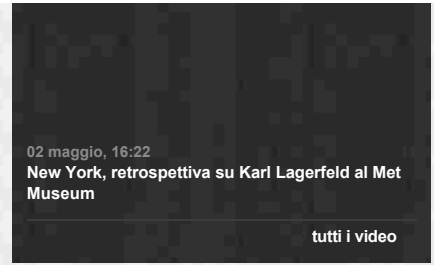 02 maggio, 16:22
New York, retrospettiva su Karl Lagerfeld al Met
Museum
tutti i video